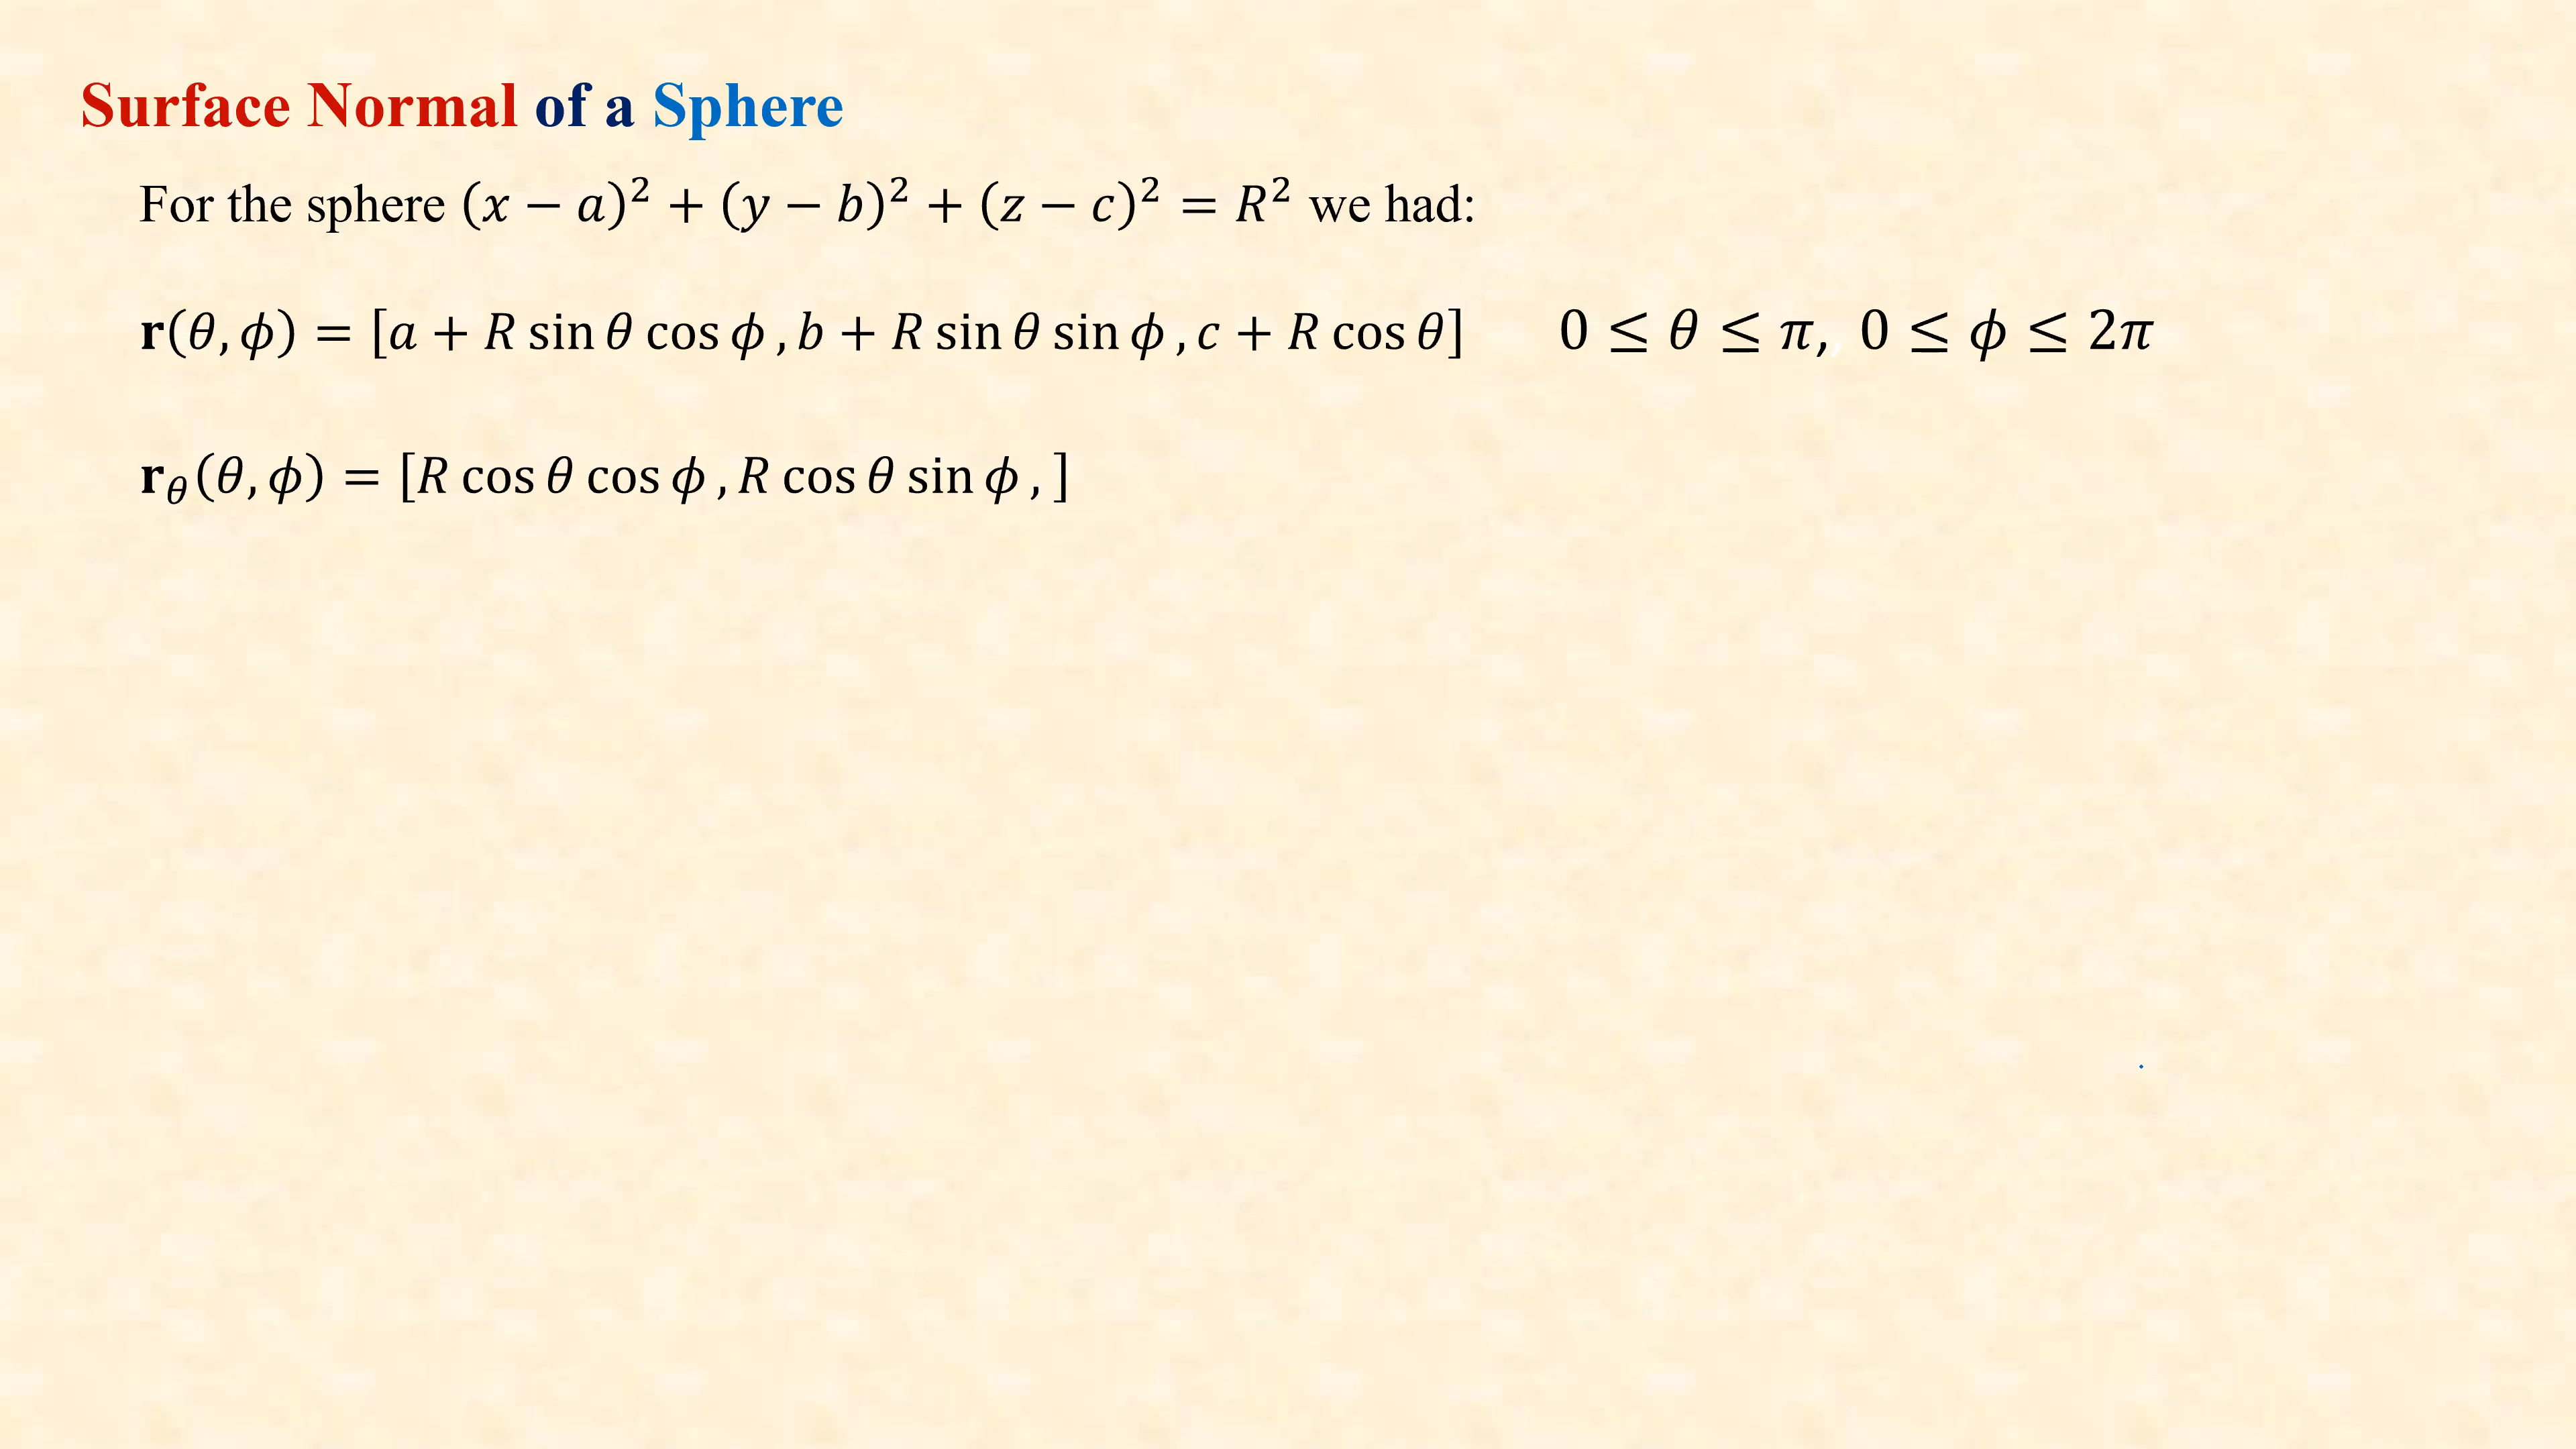 Surface Normal of a Sphere
For the sphere (x − a)² + (y − b)² + (z − c)² = R² we had:
𝐫(θ, ϕ) = [a + R sin θ cos ϕ , b + R sin θ sin ϕ , c + R cos θ] 0 ≤ θ ≤ π, 0 ≤ ϕ ≤ 2π
𝐫_θ(θ, ϕ) = [R cos θ cos ϕ , R cos θ sin ϕ , ]